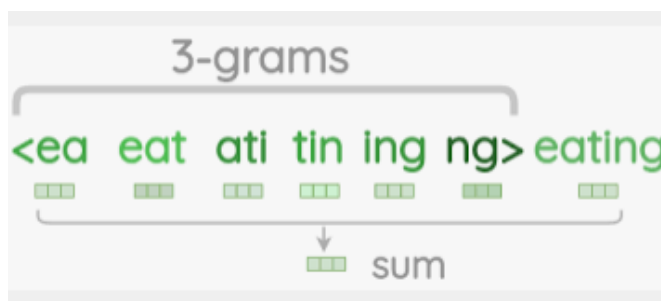 3-grams
<ea eat ati tin ing ng> eating
sum